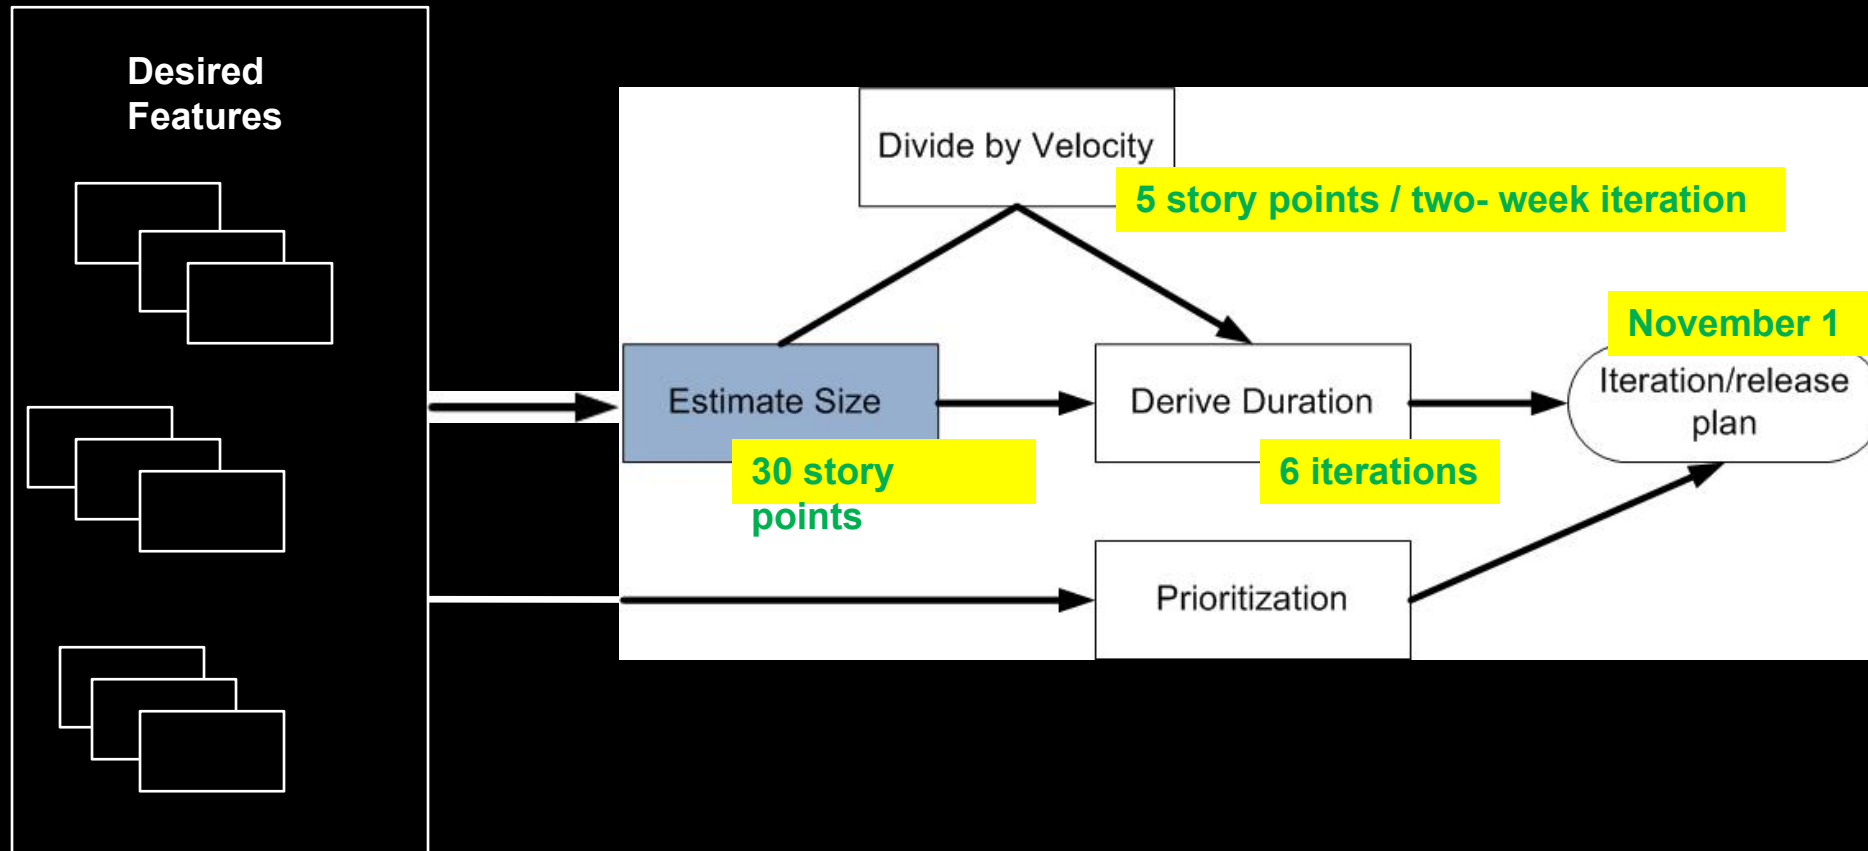 Desired
Features
Divide by Velocity
5 story points / two- week iteration
November 1
Estimate Size
Derive Duration
Iteration/release
plan
30 story
points
6 iterations
Prioritization